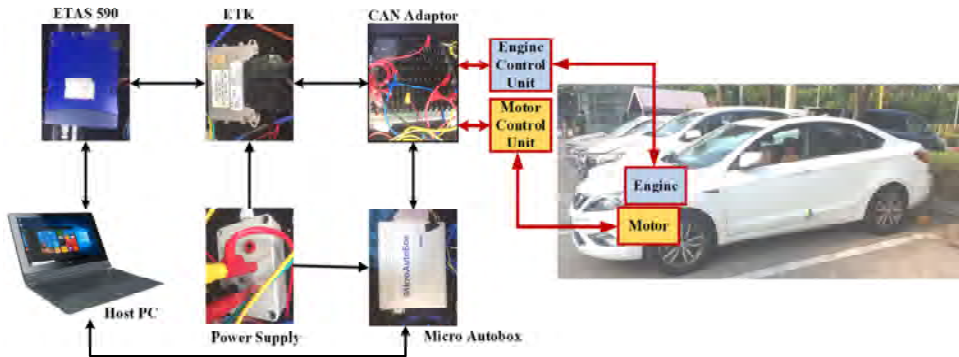 ETAS 590
ETK
CAN Adaptor
Engine
Control
Unit
Motor
Control
Unit
Engine
Motor
MicroAutobox
Host PC
Power Supply
Micro Autobox